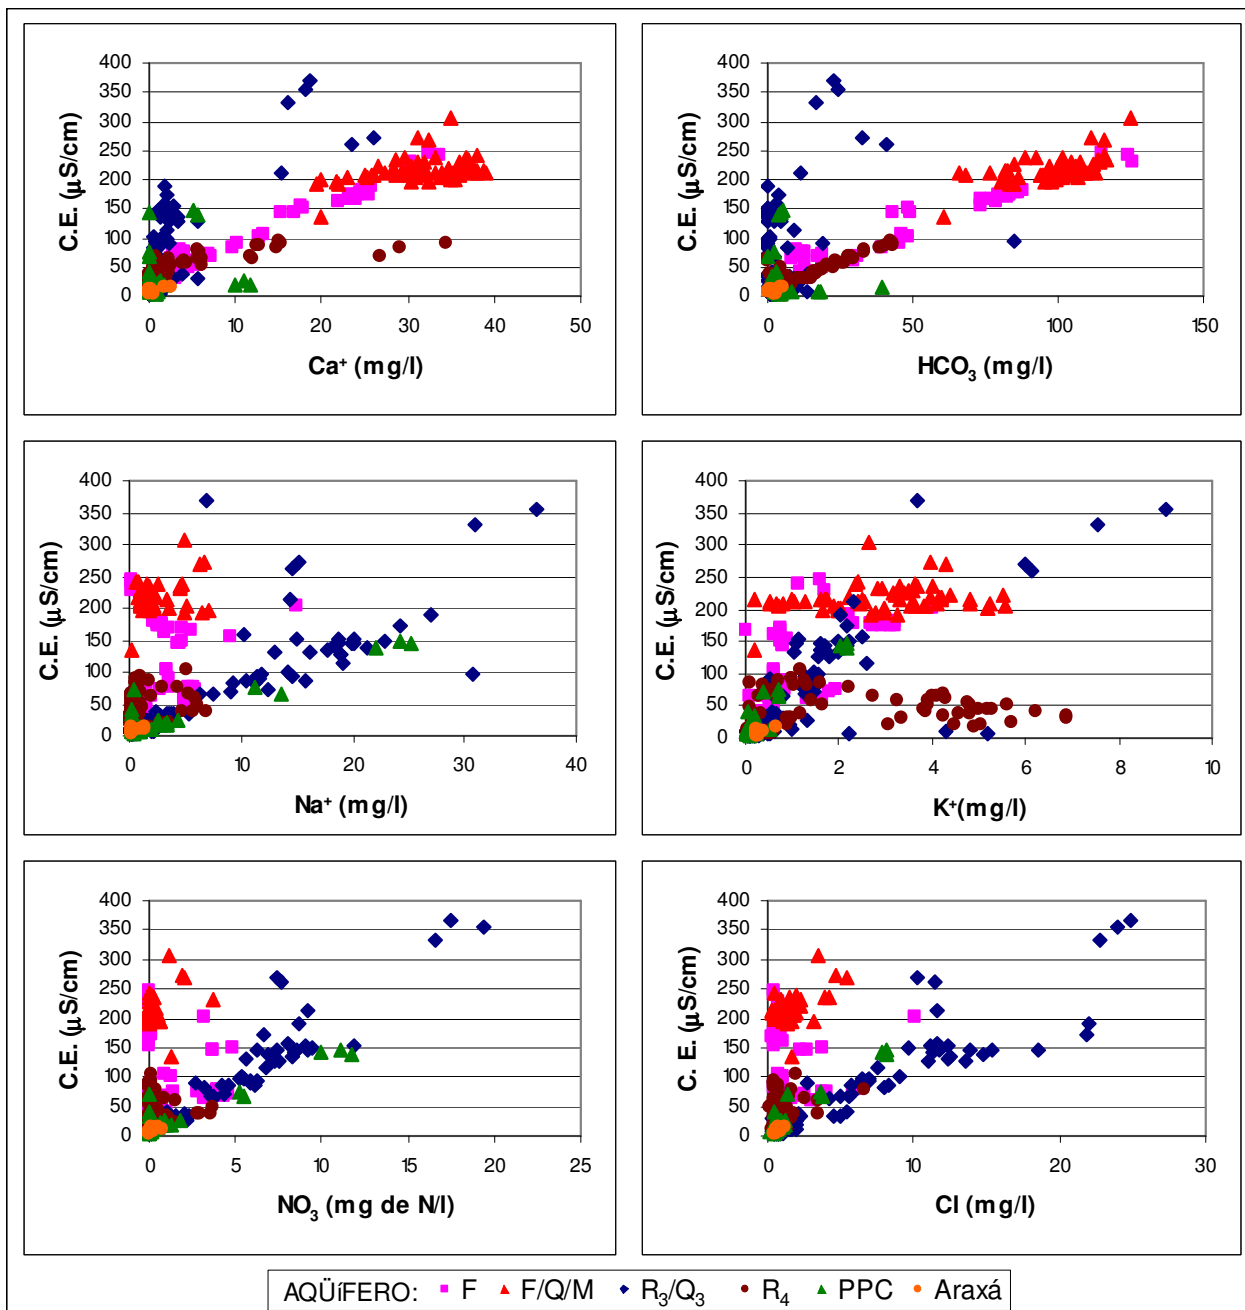 400
350
300
250
200
150
100
50
0
C.E. (µS/cm)
0 10 20 30 40 50
Ca⁺ (mg/l)
400
350
300
250
200
150
100
50
0
C.E. (µS/cm)
0 50 100 150
HCO₃ (mg/l)
400
350
300
250
200
150
100
50
0
C.E. (µS/cm)
0 10 20 30 40
Na⁺ (mg/l)
400
350
300
250
200
150
100
50
0
C.E. (µS/cm)
0 2 4 6 8 10
K⁺(mg/l)
400
350
300
250
200
150
100
50
0
C.E. (µS/cm)
0 5 10 15 20 25
NO₃ (mg de N/l)
400
350
300
250
200
150
100
50
0
C. E. (µS/cm)
0 10 20 30
Cl (mg/l)
AQÜíFERO: F F/Q/M R₃/Q₃ R₄ PPC Araxá